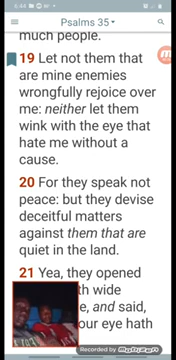 Psalms 35
much people.
19 Let not them that
are mine enemies
wrongfully rejoice over
me: neither let them
wink with the eye that
hate me without a
cause.
20 For they speak not
peace: but they devise
deceitful matters
against them that are
quiet in the land.
21 Yea, they opened
th wide
e, and said,
our eye hath
Recorded by